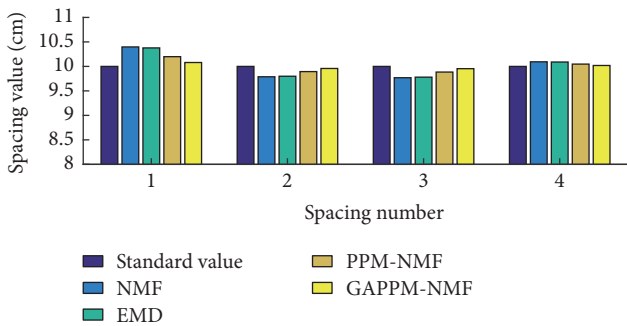 Spacing value (cm)
11
10.5
10
9.5
9
8.5
8
1 2 3 4
Spacing number
Standard value
NMF
EMD
PPM-NMF
GAPPM-NMF